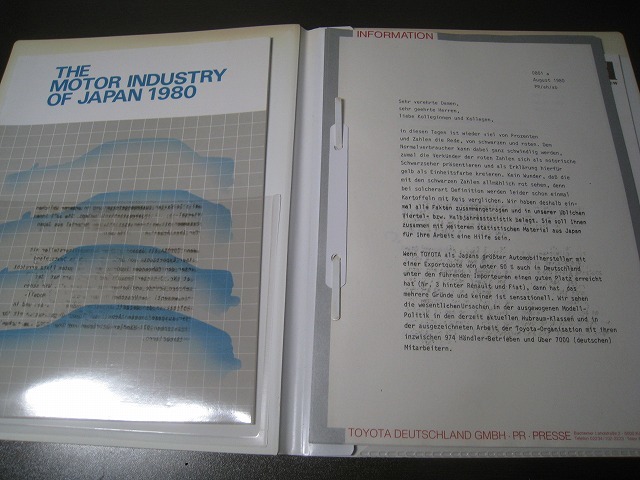 THE
MOTOR INDUSTRY
OF JAPAN 1980
INFORMATION
August 1980
Sehr verehrte Damen,
sehr geehrte Herren,
liebe Kolleginnen und Kollegen,
in diesen Tagen ist wieder viel von Prozenten
und Zahlen die Rede, von schwarzen und roten. Dem
Normalverbraucher kann dabei ganz schwindlig werden,
zumal die Verkünder der roten Zahlen sich als notorische
Schwarzseher präsentieren und als Erklärung hierfür
gelb als Einheitsfarbe kreieren. Kein Wunder, daß die
mit den schwarzen Zahlen allmählich rot sehen, denn
bei solcherart Definition werden leider schon einmal
Kartoffeln mit Reis verglichen. Wir haben deshalb ein-
mal alle Fakten zusammengetragen und in unserer üblichen
Viertel- bzw. Halbjahresstatistik belegt. Sie soll Ihnen
zusammen mit weiterem statistischen Material aus Japan
für Ihre Arbeit eine Hilfe sein.
Wenn TOYOTA als Japans größter Automobilhersteller mit
einer Exportquote von unter 50 % auch in Deutschland
unter den führenden Importeuren einen guten Platz erreicht
hat (Nr. 3 hinter Renault und Fiat), dann hat das
mehrere Gründe und keiner ist sensationell. Wir sehen
die wesentlichen Ursachen in der ausgewogenen Modell-
Politik in den derzeit aktuellen Hubraum-Klassen und in
der ausgezeichneten Arbeit der Toyota-Organisation mit ihren
inzwischen 974 Händler-Betrieben und über 7000 (deutschen)
Mitarbeitern.
TOYOTA DEUTSCHLAND GMBH · PR · PRESSE